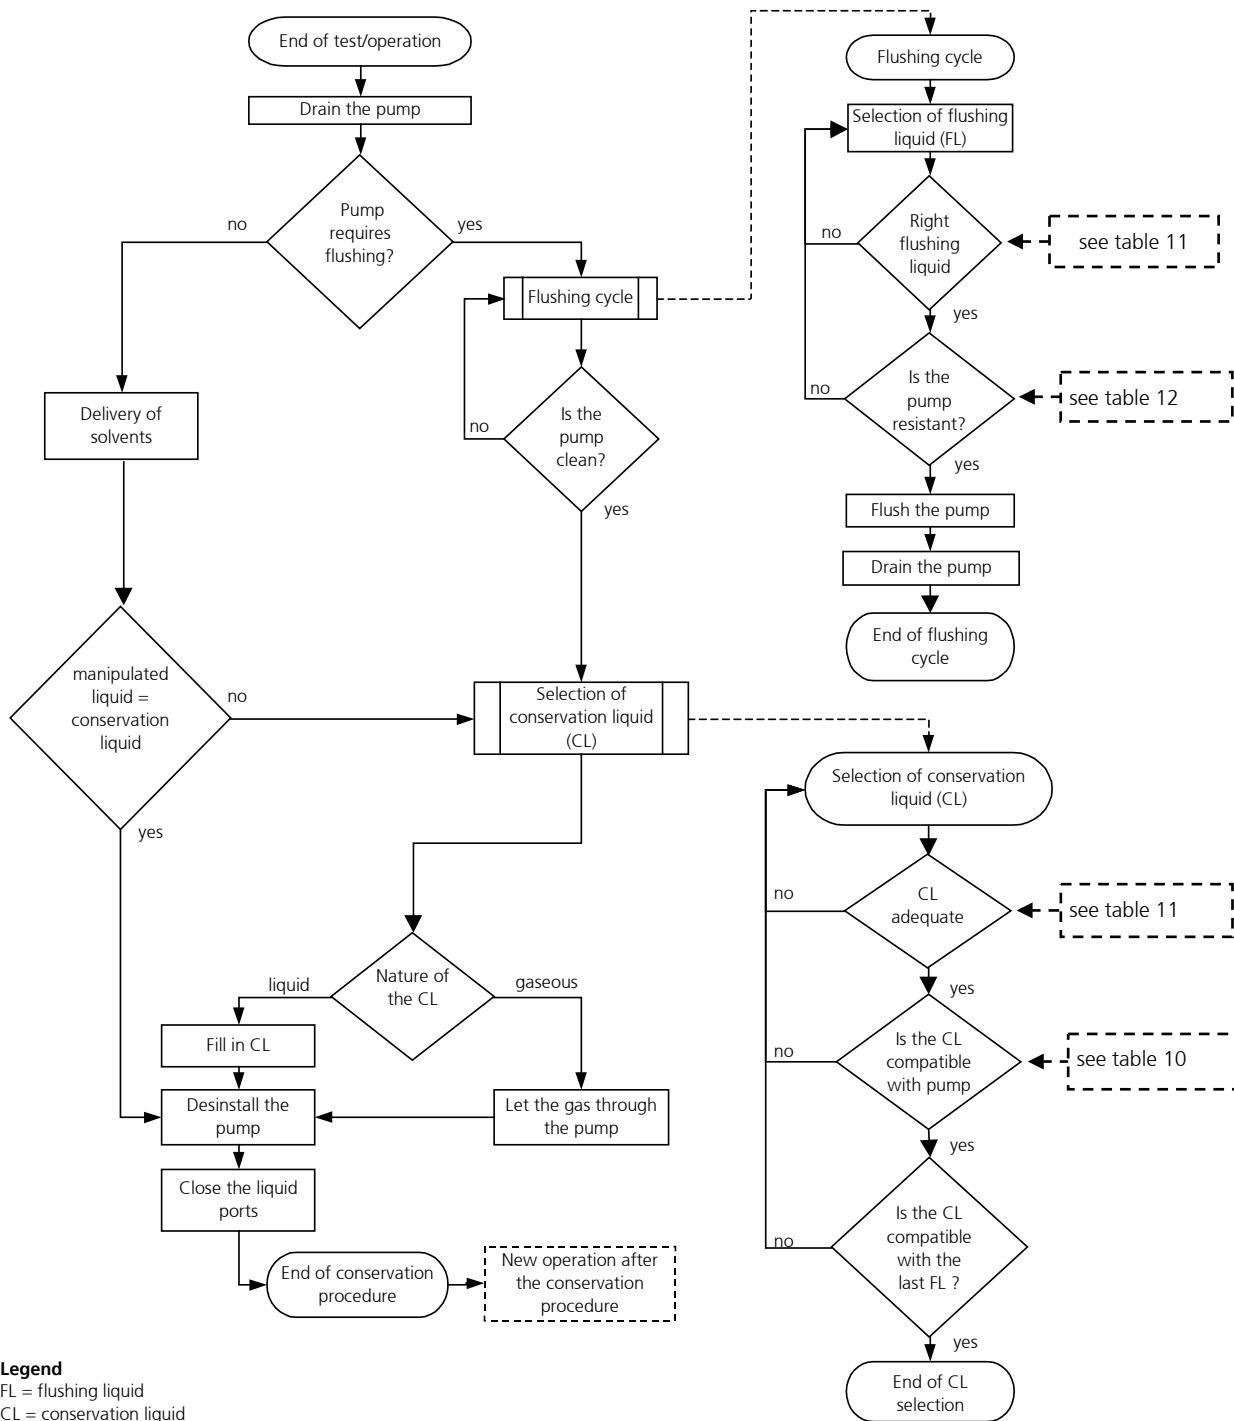 End of test/operation
Drain the pump
Pump
requires
flushing?
no
yes
Flushing cycle
Delivery of
solvents
Is the
pump
clean?
no
yes
manipulated
liquid =
conservation
liquid
no
yes
Selection of
conservation liquid
(CL)
Nature of
the CL
liquid
gaseous
Fill in CL
Desinstall the
pump
Let the gas through
the pump
Close the liquid
ports
End of conservation
procedure
New operation after
the conservation
procedure
Flushing cycle
Selection of flushing
liquid (FL)
Right
flushing
liquid
no
see table 11
yes
Is the
pump
resistant?
no
see table 12
yes
Flush the pump
Drain the pump
End of flushing
cycle
Selection of conservation
liquid (CL)
CL
adequate
no
see table 11
yes
Is the CL
compatible
with pump
no
see table 10
yes
Is the CL
compatible
with the
last FL ?
no
yes
End of CL
selection
Legend
FL = flushing liquid
CL = conservation liquid